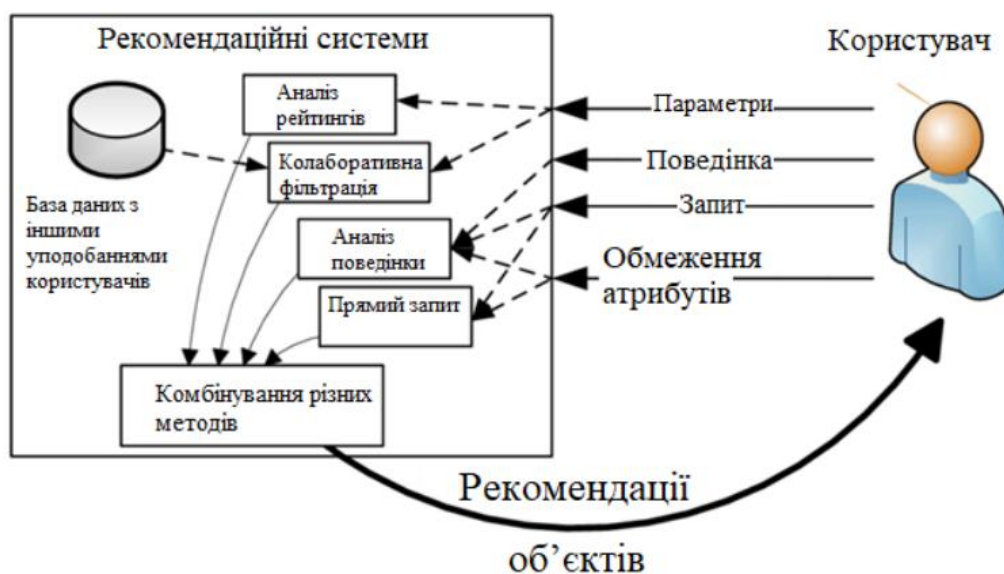 Рекомендаційні системи
Користувач
Аналіз
рейтингів
Колаборативна
фільтрація
База даних з
іншими
уподобаннями
користувачів
Аналіз
поведінки
Прямий запит
Комбінування різних
методів
Параметри
Поведінка
Запит
Обмеження
атрибутів
Рекомендації
об’єктів